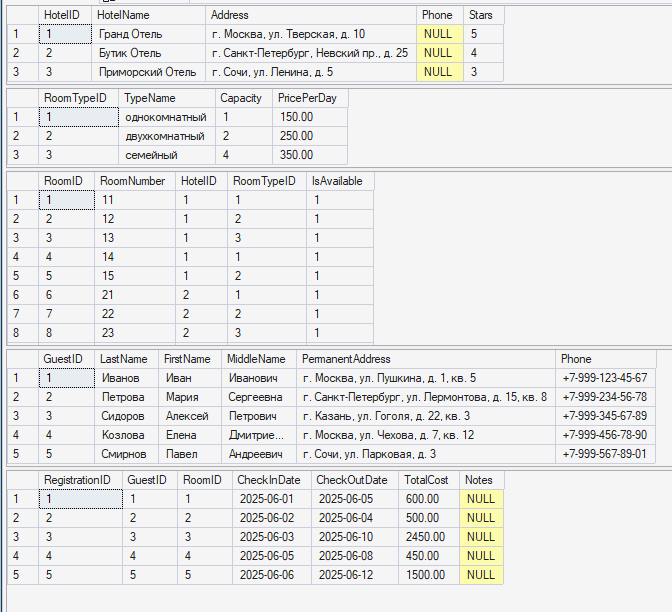 HotelID HotelName Address Phone Stars
1 1 Гранд Отель г. Москва, ул. Тверская, д. 10 NULL 5
2 2 Бутик Отель г. Санкт-Петербург, Невский пр., д. 25 NULL 4
3 3 Приморский Отель г. Сочи, ул. Ленина, д. 5 NULL 3
RoomTypeID TypeName Capacity PricePerDay
1 1 однокомнатный 1 150.00
2 2 двухкомнатный 2 250.00
3 3 семейный 4 350.00
RoomID RoomNumber HotelID RoomTypeID IsAvailable
1 1 11 1 1 1
2 2 12 1 2 1
3 3 13 1 3 1
4 4 14 1 1 1
5 5 15 1 2 1
6 6 21 2 1 1
7 7 22 2 2 1
8 8 23 2 3 1
GuestID LastName FirstName MiddleName PermanentAddress Phone
1 1 Иванов Иван Иванович г. Москва, ул. Пушкина, д. 1, кв. 5 +7-999-123-45-67
2 2 Петрова Мария Сергеевна г. Санкт-Петербург, ул. Лермонтова, д. 15, кв. 8 +7-999-234-56-78
3 3 Сидоров Алексей Петрович г. Казань, ул. Гоголя, д. 22, кв. 3 +7-999-345-67-89
4 4 Козлова Елена Дмитрие... г. Москва, ул. Чехова, д. 7, кв. 12 +7-999-456-78-90
5 5 Смирнов Павел Андреевич г. Сочи, ул. Парковая, д. 3 +7-999-567-89-01
RegistrationID GuestID RoomID CheckInDate CheckOutDate TotalCost Notes
1 1 1 1 2025-06-01 2025-06-05 600.00 NULL
2 2 2 2 2025-06-02 2025-06-04 500.00 NULL
3 3 3 3 2025-06-03 2025-06-10 2450.00 NULL
4 4 4 4 2025-06-05 2025-06-08 450.00 NULL
5 5 5 5 2025-06-06 2025-06-12 1500.00 NULL